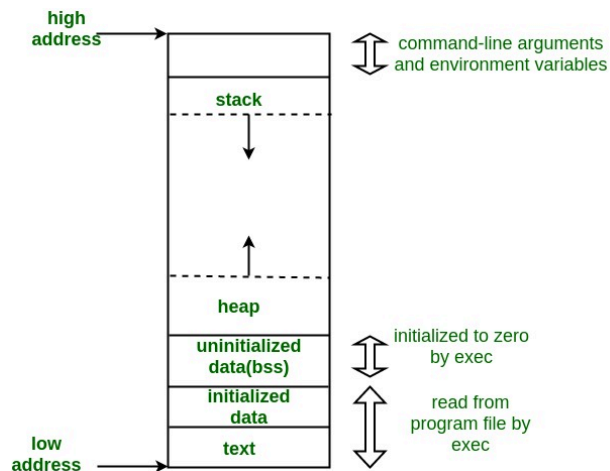 high
address
command-line arguments
and environment variables
stack
heap
uninitialized
data(bss)
initialized to zero
by exec
initialized
data
read from
program file by
exec
text
low
address